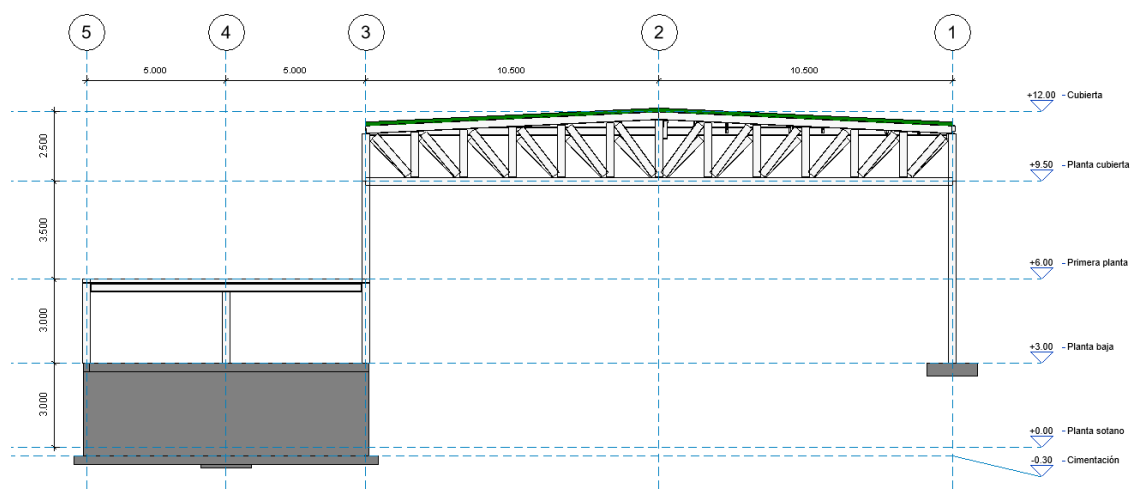 5
4
3
2
1
5.000
5.000
10.500
10.500
+12.00 - Cubierta
2.500
+9.50 - Planta cubierta
3.500
+6.00 - Primera planta
3.000
+3.00 - Planta baja
3.000
+0.00 - Planta sotano
-0.30 - Cimentación